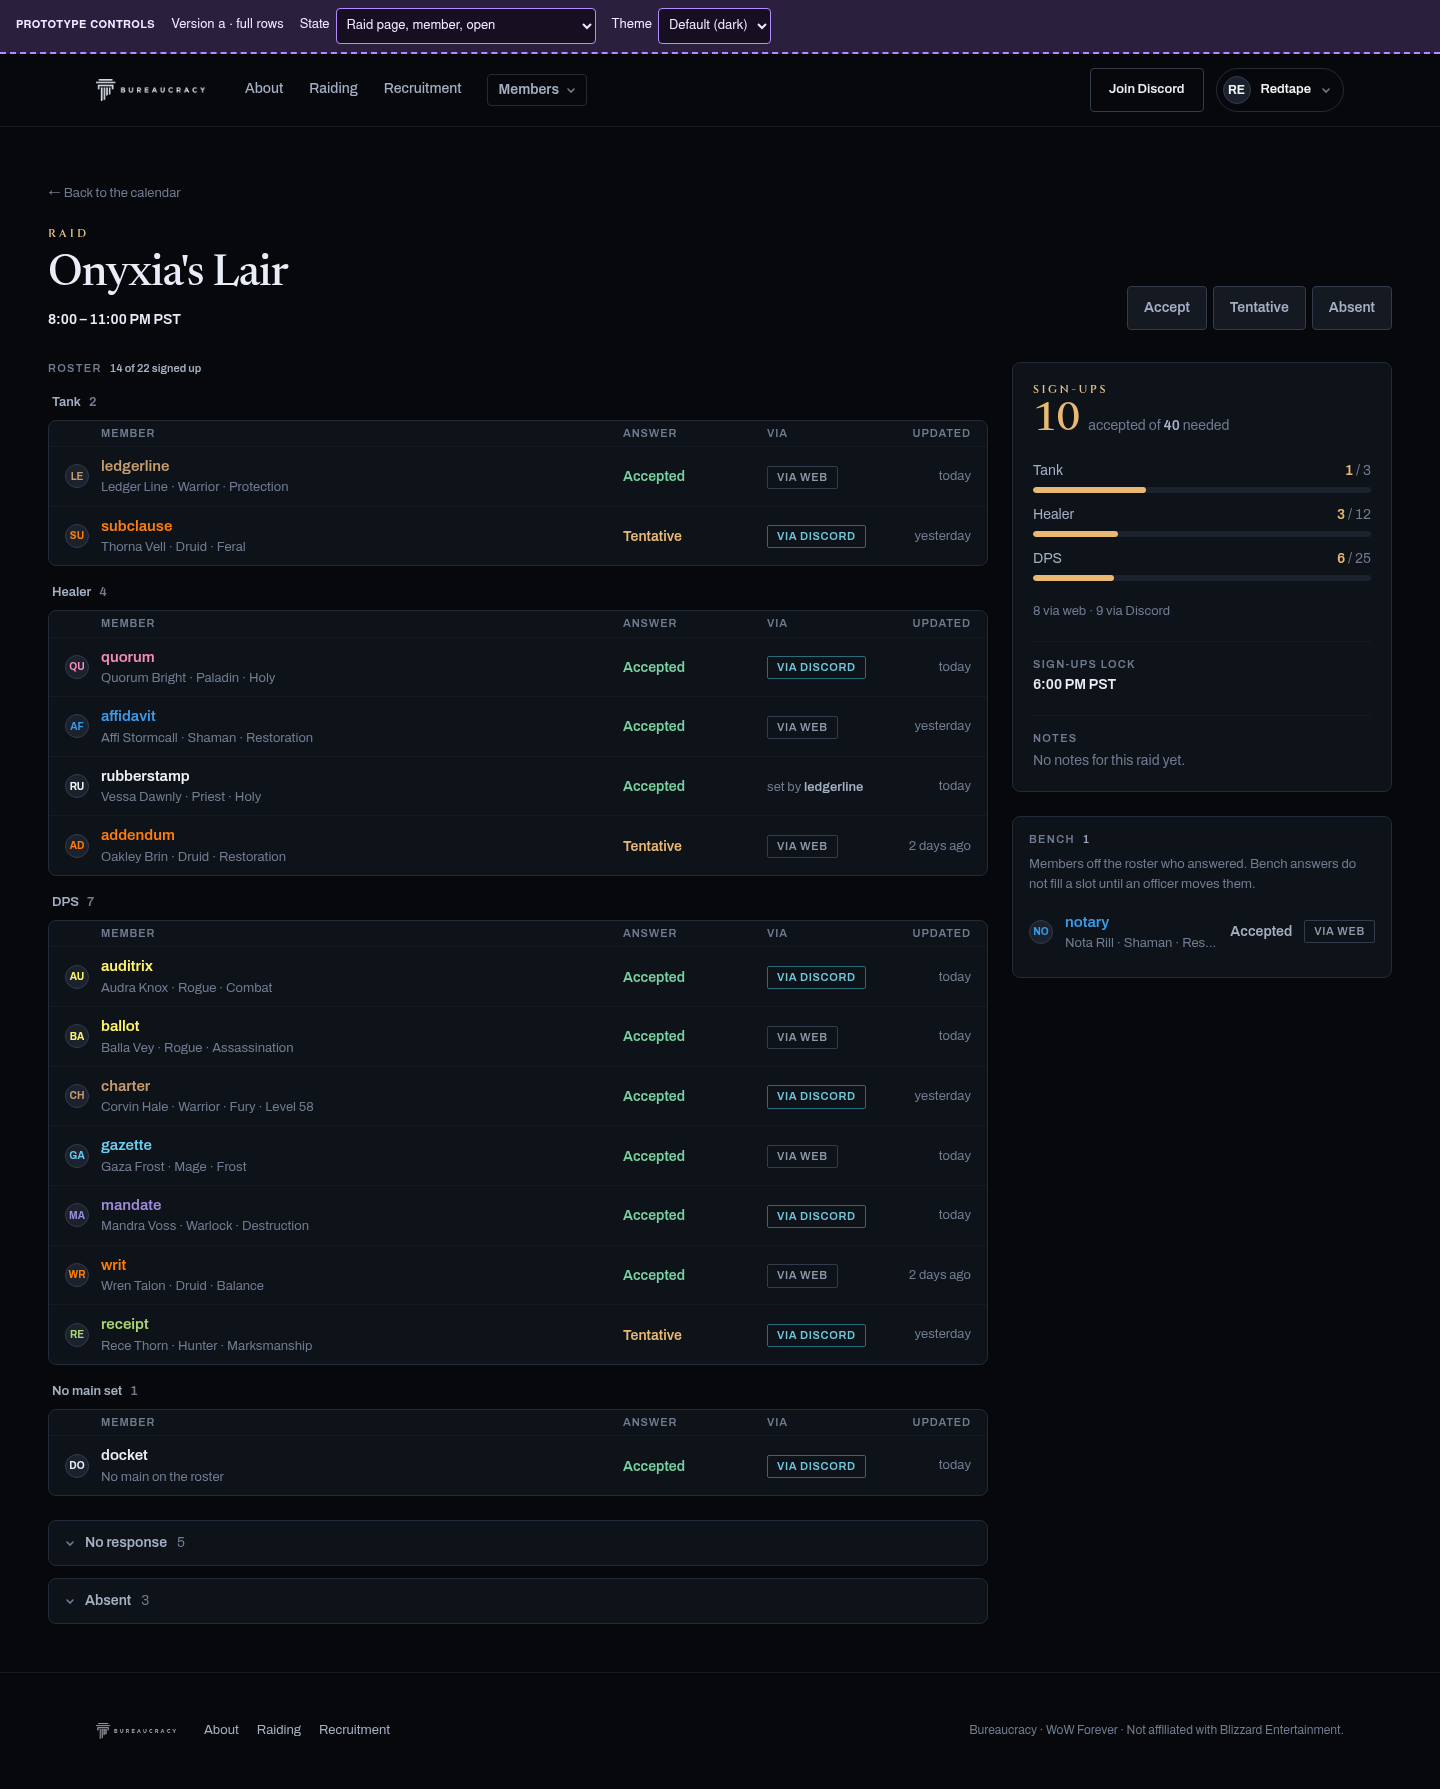 PROTOTYPE CONTROLS Version a · full rows State Raid page, member, open Theme Default (dark)
BUREAUCRACY About Raiding Recruitment Members Join Discord RE Redtape
← Back to the calendar
RAID
Onyxia's Lair
8:00 – 11:00 PM PST
Accept Tentative Absent
ROSTER 14 of 22 signed up
Tank 2
MEMBER ANSWER VIA UPDATED
LE ledgerline Accepted VIA WEB today
Ledger Line · Warrior · Protection
SU subclause Tentative VIA DISCORD yesterday
Thorna Vell · Druid · Feral
Healer 4
MEMBER ANSWER VIA UPDATED
QU quorum Accepted VIA DISCORD today
Quorum Bright · Paladin · Holy
AF affidavit Accepted VIA WEB yesterday
Affi Stormcall · Shaman · Restoration
RU rubberstamp Accepted set by ledgerline today
Vessa Dawnly · Priest · Holy
AD addendum Tentative VIA WEB 2 days ago
Oakley Brin · Druid · Restoration
DPS 7
MEMBER ANSWER VIA UPDATED
AU auditrix Accepted VIA DISCORD today
Audra Knox · Rogue · Combat
BA ballot Accepted VIA WEB today
Balla Vey · Rogue · Assassination
CH charter Accepted VIA DISCORD yesterday
Corvin Hale · Warrior · Fury · Level 58
GA gazette Accepted VIA WEB today
Gaza Frost · Mage · Frost
MA mandate Accepted VIA DISCORD today
Mandra Voss · Warlock · Destruction
WR writ Accepted VIA WEB 2 days ago
Wren Talon · Druid · Balance
RE receipt Tentative VIA DISCORD yesterday
Rece Thorn · Hunter · Marksmanship
No main set 1
MEMBER ANSWER VIA UPDATED
DO docket Accepted VIA DISCORD today
No main on the roster
No response 5
Absent 3
SIGN-UPS
10 accepted of 40 needed
Tank 1 / 3
Healer 3 / 12
DPS 6 / 25
8 via web · 9 via Discord
SIGN-UPS LOCK
6:00 PM PST
NOTES
No notes for this raid yet.
BENCH 1
Members off the roster who answered. Bench answers do
not fill a slot until an officer moves them.
NO notary Accepted VIA WEB
Nota Rill · Shaman · Res...
BUREAUCRACY About Raiding Recruitment Bureaucracy · WoW Forever · Not affiliated with Blizzard Entertainment.